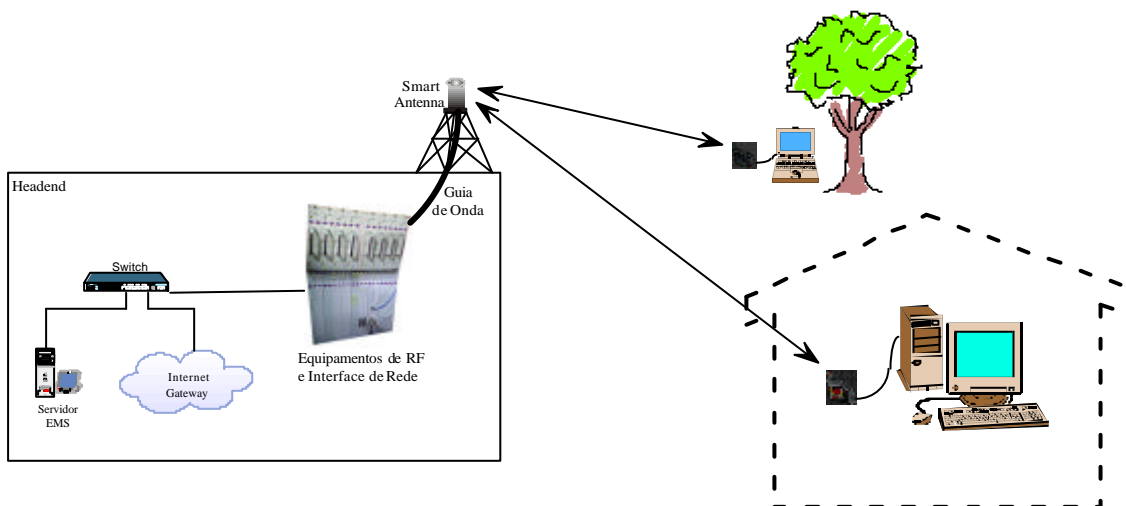 Smart
Antenna
Headend
Guia
de Onda
Switch
Equipamentos de RF
e Interface de Rede
Internet
Gateway
Servidor
EMS